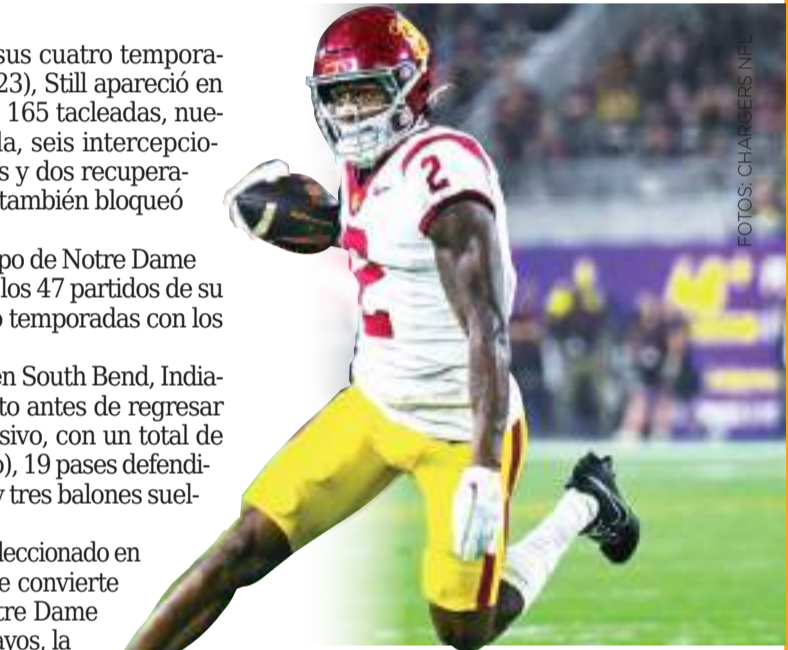 sus cuatro tempora-
23), Still apareció en
165 tacleadas, nue-
la, seis intercepcio-
s y dos recupera-
también bloqueó
po de Notre Dame
los 47 partidos de su
o temporadas con los
en South Bend, India-
to antes de regresar
sivo, con un total de
o), 19 pases defendi-
y tres balones suel-
leccionado en
e convierte
tre Dame
ayos, la
FOTOS: CHARGERS NFL
2
2